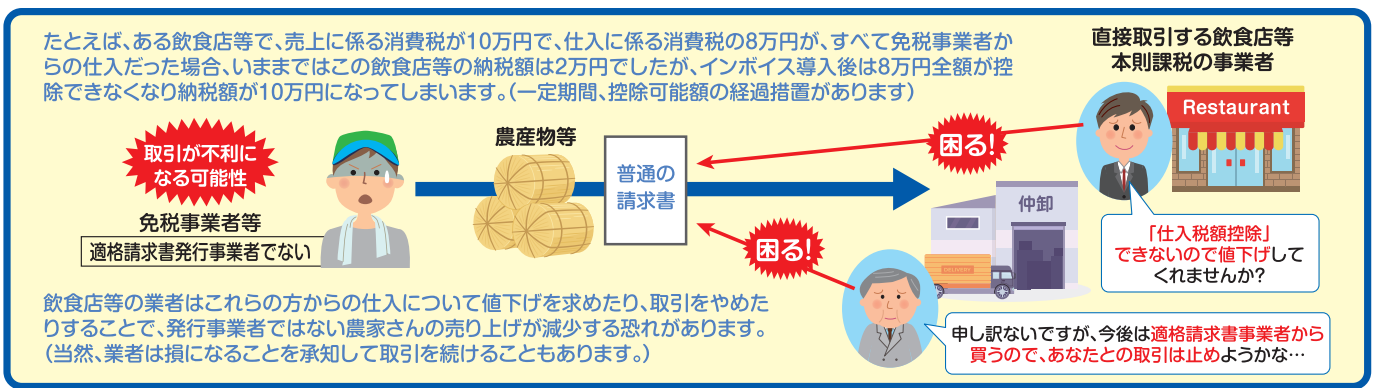 たとえば、ある飲食店等で、売上に係る消費税が10万円で、仕入に係る消費税の8万円が、すべて免税事業者か
らの仕入だった場合、いままではこの飲食店等の納税額は2万円でしたが、インボイス導入後は8万円全額が控
除できなくなり納税額が10万円になってしまいます。（一定期間、控除可能額の経過措置があります）
直接取引する飲食店等
本則課税の事業者
Restaurant
取引が不利に
なる可能性
免税事業者等
適格請求書発行事業者でない
農産物等
普通の
請求書
困る！
困る！
仲卸
DELIVERY
「仕入税額控除」
できないので値下げして
くれませんか？
飲食店等の業者はこれらの方からの仕入について値下げを求めたり、取引をやめた
りすることで、発行事業者ではない農家さんの売り上げが減少する恐れがあります。
（当然、業者は損になることを承知して取引を続けることもあります。）
申し訳ないですが、今後は適格請求書事業者から
買うので、あなたとの取引は止めようかな…